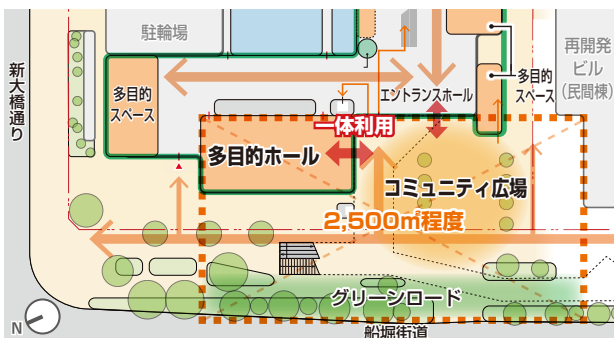 駐輪場
新大橋通り
多目的
スペース
エントランスホール
多目的
スペース
再開発
ビル
(民間棟)
一体利用
多目的ホール
コミュニティ広場
2,500㎡程度
グリーンロード
船堀街道
N